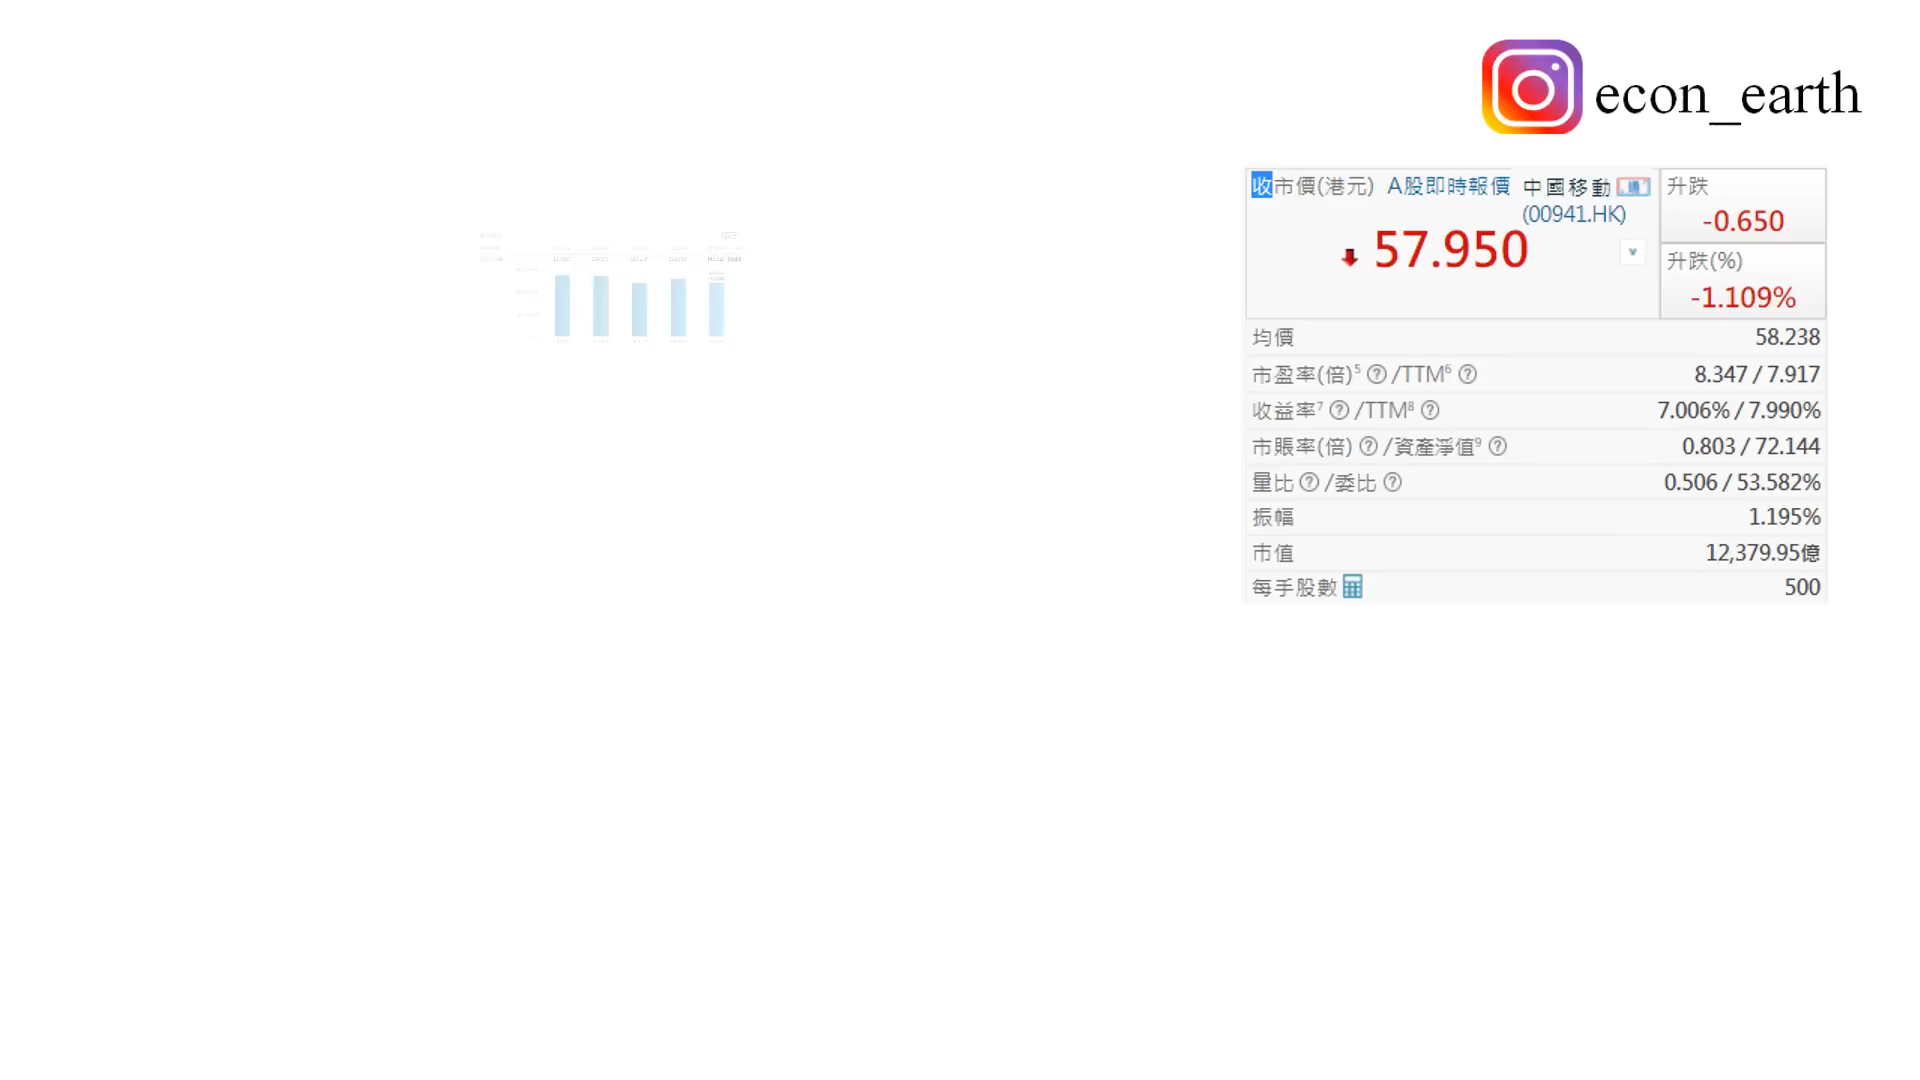 econ_earth
收市價(港元) A股即時報價 中國移動
(00941.HK)
57.950
升跌
-0.650
升跌(%)
-1.109%
均價 58.238
市盈率(倍)5 ? /TTM6 ? 8.347 / 7.917
收益率7 ? /TTM8 ? 7.006% / 7.990%
市賬率(倍) ? /資產淨值9 ? 0.803 / 72.144
量比 ? /委比 ? 0.506 / 53.582%
振幅 1.195%
市值 12,379.95億
每手股數 500